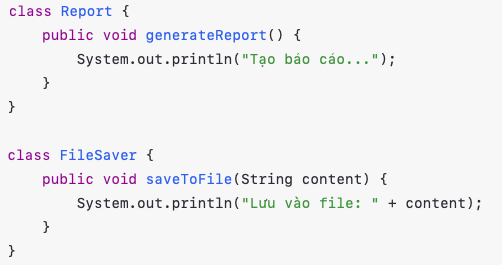 class Report {
    public void generateReport() {
        System.out.println("Tạo báo cáo...");
    }
}

class FileSaver {
    public void saveToFile(String content) {
        System.out.println("Lưu vào file: " + content);
    }
}